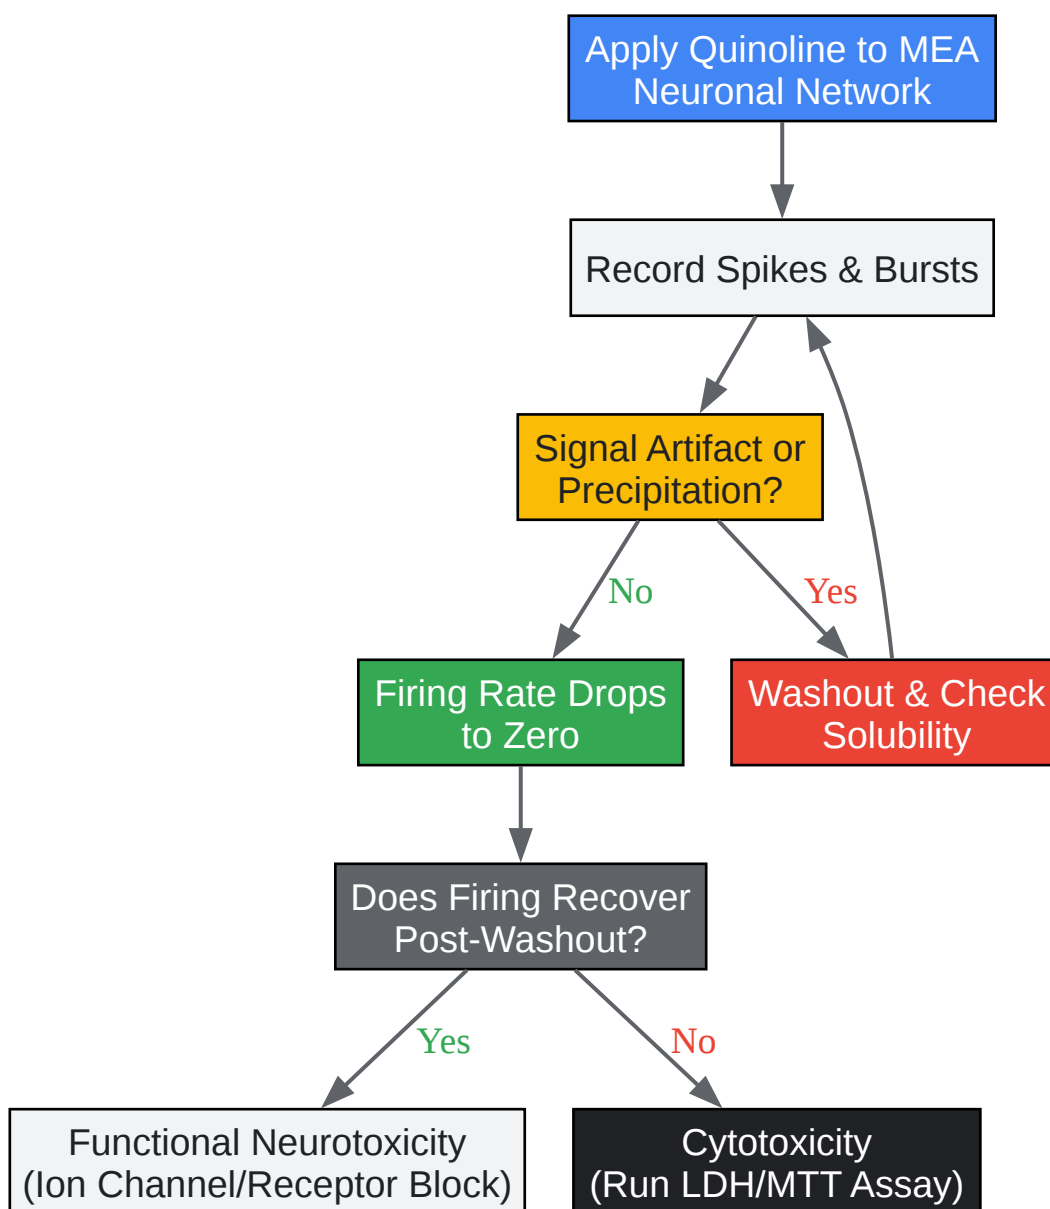 Apply Quinoline to MEA
Neuronal Network
Record Spikes & Bursts
Signal Artifact or
Precipitation?
No
Yes
Firing Rate Drops
to Zero
Washout & Check
Solubility
Does Firing Recover
Post-Washout?
Yes
No
Functional Neurotoxicity
(Ion Channel/Receptor Block)
Cytotoxicity
(Run LDH/MTT Assay)